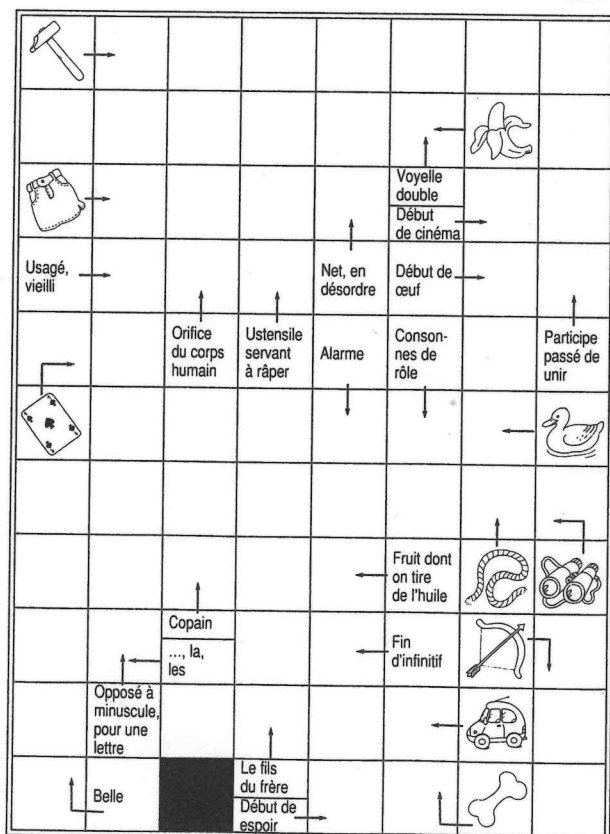 Voyelle
double
Début
de cinéma
Usagé,
vieilli
Net, en
désordre
Début de
œuf
Orifice
du corps
humain
Ustensile
servant
à râper
Alarme
Conson-
nes de
rôle
Participe
passé de
unir
Fruit dont
on tire
de l'huile
Copain
..., la,
les
Fin
d'infinitif
Opposé à
minuscule,
pour une
lettre
Belle
Le fils
du frère
Début de
espoir